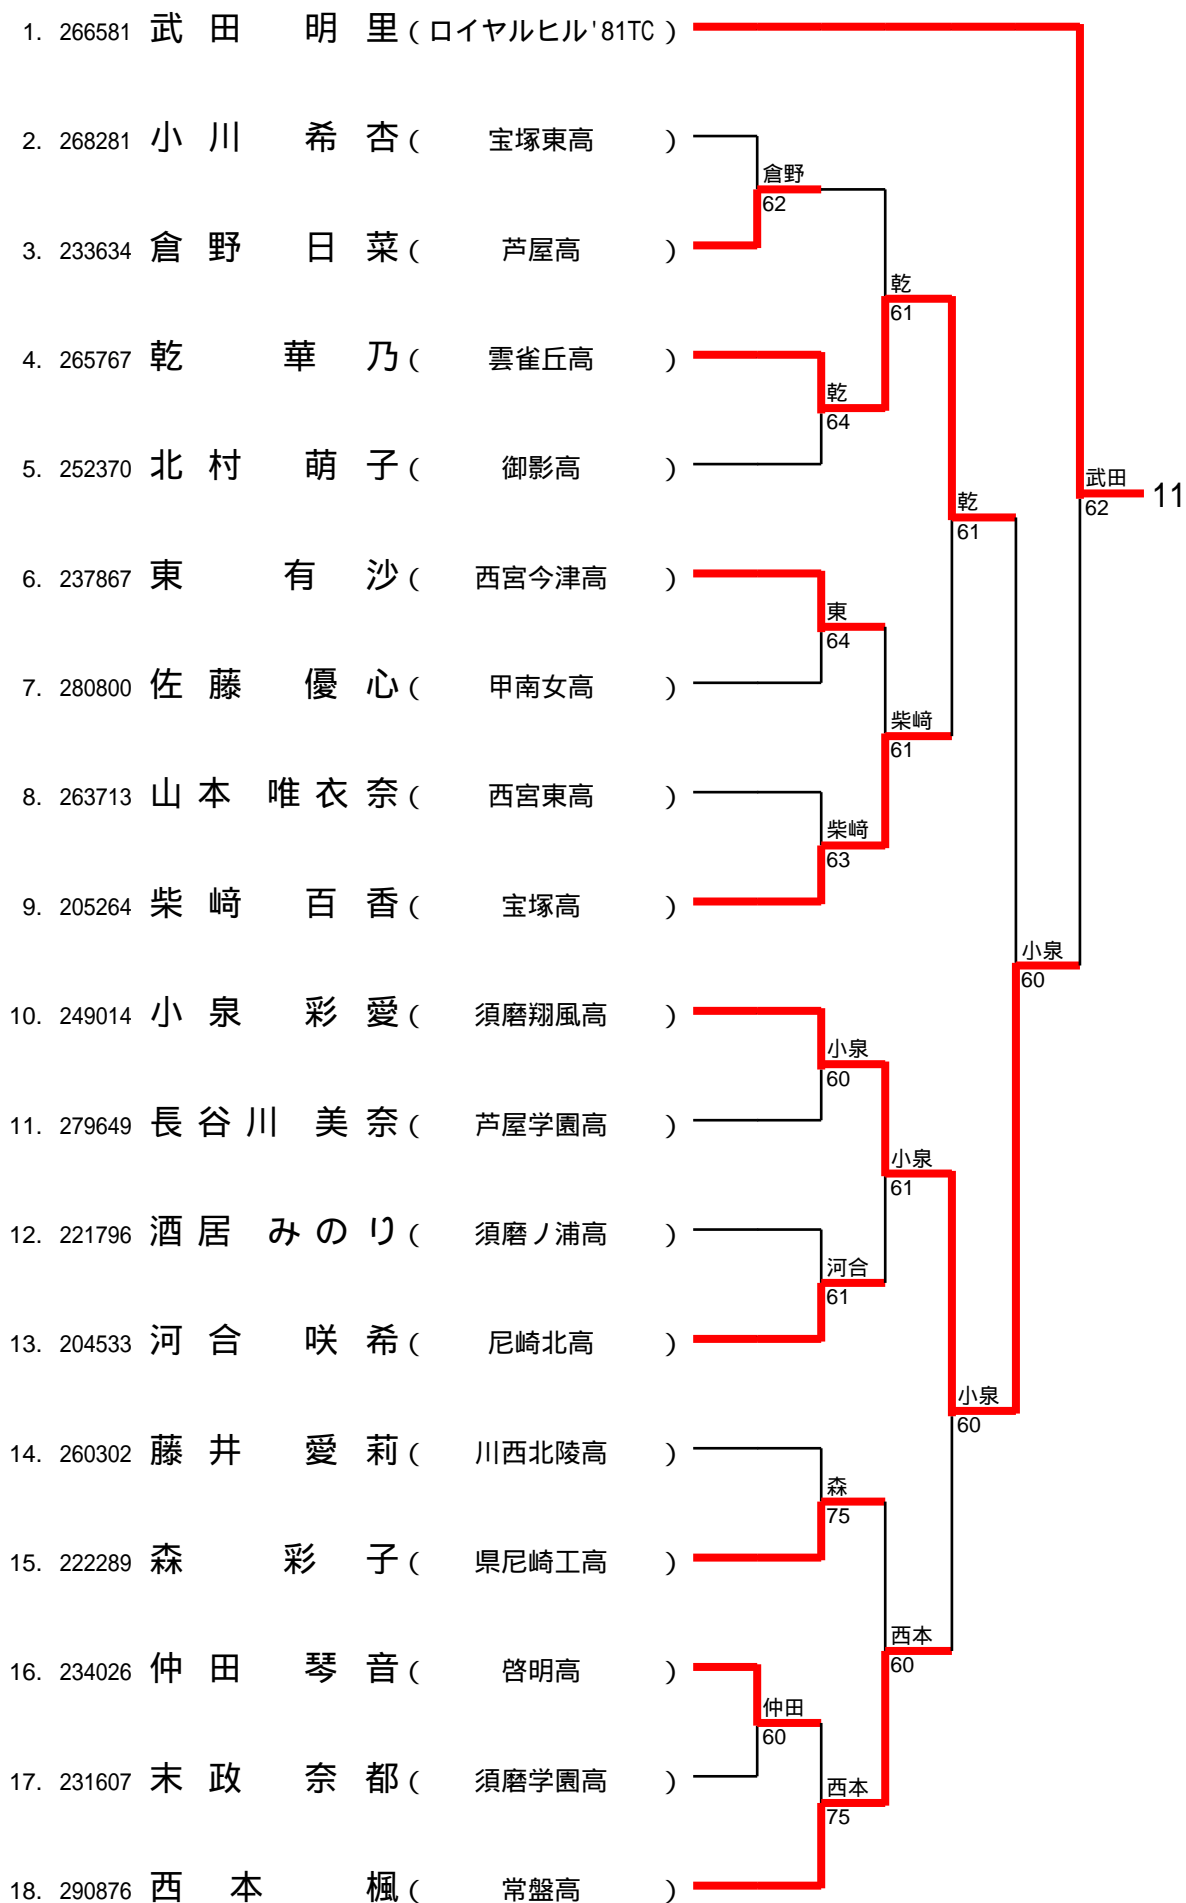 1. 266581 武田 明里 ( ロイヤルヒル'81TC )
2. 268281 小川 希杏 ( 宝塚東高 )
倉野
62
3. 233634 倉野 日菜 ( 芦屋高 )
乾
61
4. 265767 乾 華乃 ( 雲雀丘高 )
乾
64
5. 252370 北村 萌子 ( 御影高 )
武田
62
11
乾
61
6. 237867 東 有沙 ( 西宮今津高 )
東
64
7. 280800 佐藤 優心 ( 甲南女高 )
柴﨑
61
8. 263713 山本 唯衣奈 ( 西宮東高 )
柴﨑
63
9. 205264 柴﨑 百香 ( 宝塚高 )
小泉
60
10. 249014 小泉 彩愛 ( 須磨翔風高 )
小泉
60
11. 279649 長谷川 美奈 ( 芦屋学園高 )
小泉
61
12. 221796 酒居 みのり ( 須磨ノ浦高 )
河合
61
13. 204533 河合 咲希 ( 尼崎北高 )
小泉
60
14. 260302 藤井 愛莉 ( 川西北陵高 )
森
75
15. 222289 森 彩子 ( 県尼崎工高 )
西本
60
16. 234026 仲田 琴音 ( 啓明高 )
仲田
60
17. 231607 末政 奈都 ( 須磨学園高 )
西本
75
18. 290876 西本 楓 ( 常盤高 )